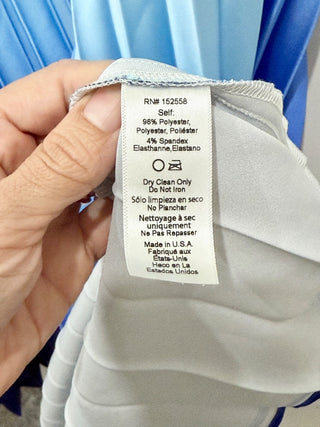 RN# 152558
Self:
96% Polyester,
Polyester, Poliéster
4% Spandex
Elasthanne,Elastano
Dry Clean Only
Do Not Iron
Sólo limpieza en seco
No Planchar
Nettoyage à sec
uniquement
Ne Pas Repasser
Made in U.S.A.
Fabriqué aux
États-Unis
Heco en La
Estados Unidos